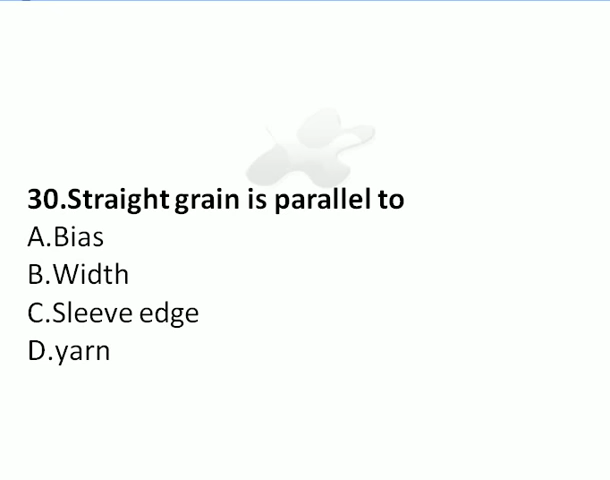 30.Straight grain is parallel to
A.Bias
B.Width
C.Sleeve edge
D.yarn